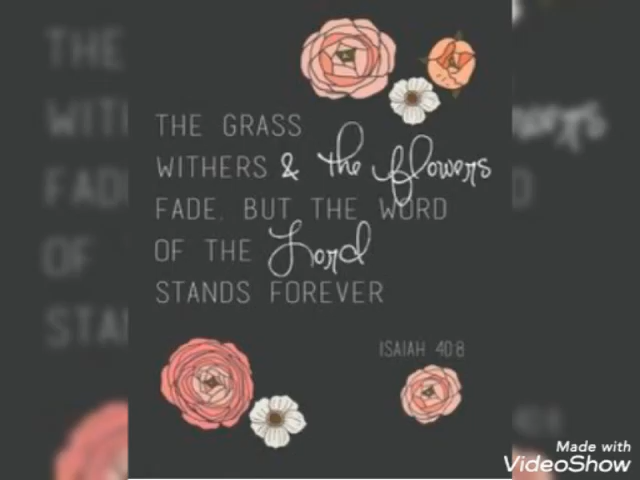 THE GRASS
WITHERS & the flowers
FADE, BUT THE WORD
OF THE Lord
STANDS FOREVER
ISAIAH 40:8
Made with
VideoShow